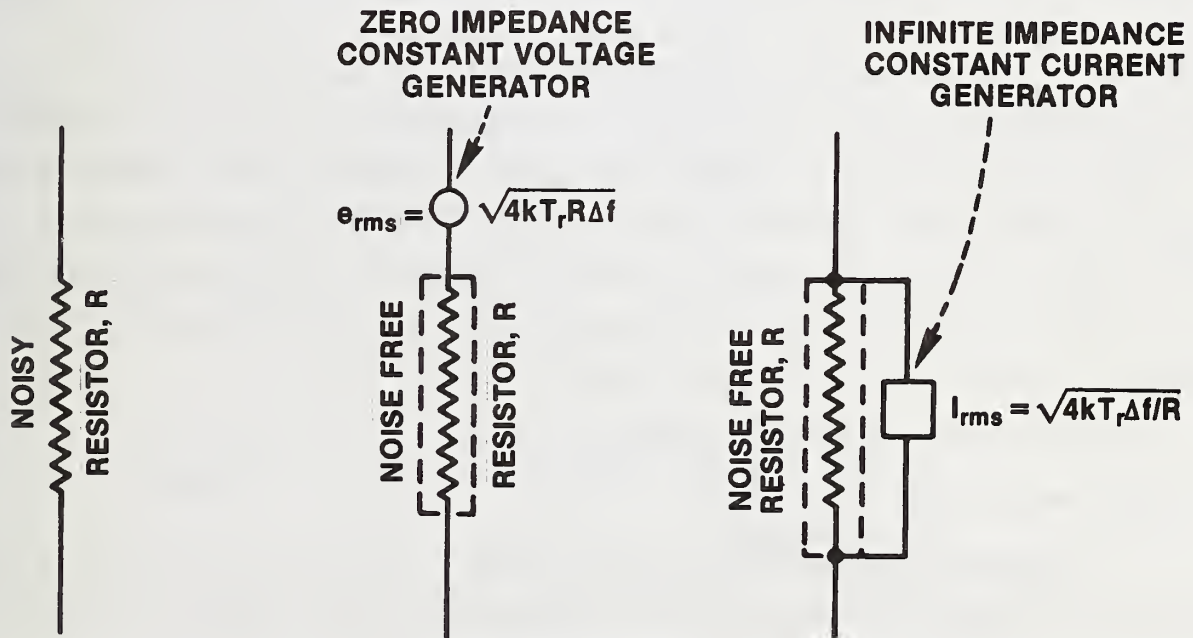 ZERO IMPEDANCE
CONSTANT VOLTAGE
GENERATOR
INFINITE IMPEDANCE
CONSTANT CURRENT
GENERATOR
e_rms = √4kT_rRΔf
NOISY
RESISTOR, R
NOISE FREE
RESISTOR, R
NOISE FREE
RESISTOR, R
I_rms = √4kT_rΔf/R